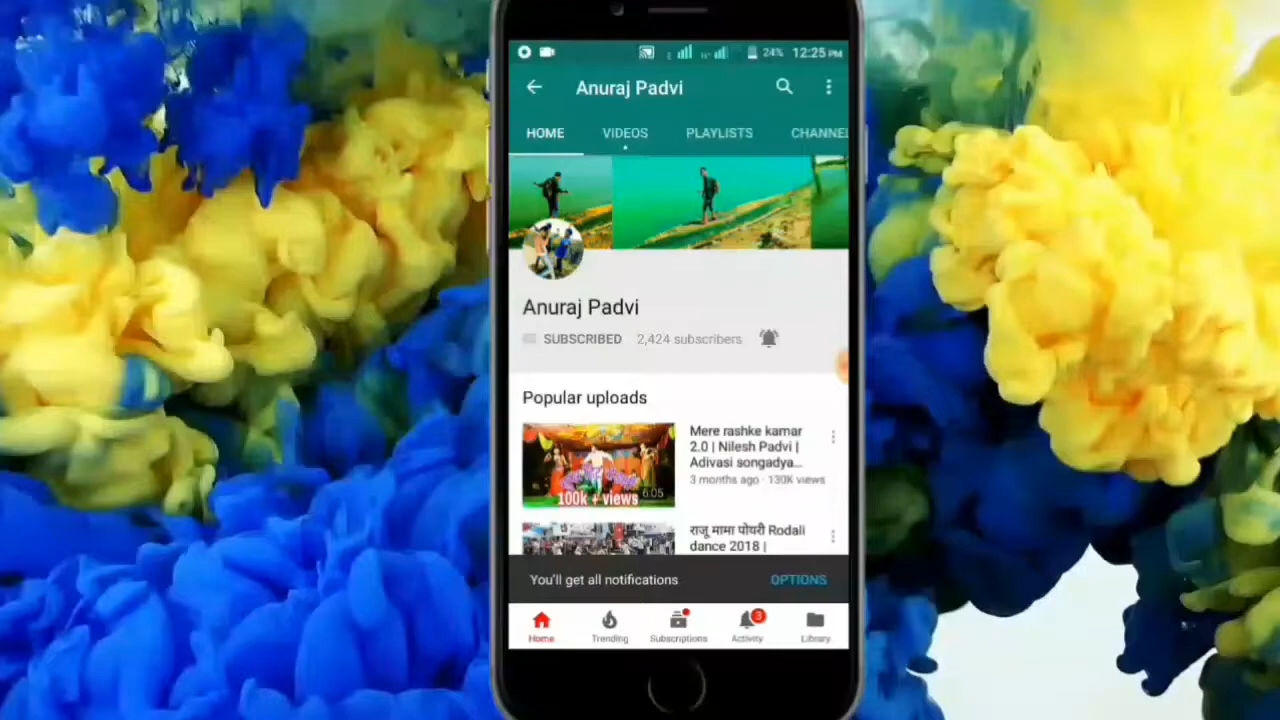 24% 12:25 PM
Anuraj Padvi
HOME VIDEOS PLAYLISTS CHANNEL
Anuraj Padvi
SUBSCRIBED 2,424 subscribers
Popular uploads
Mere rashke kamar
2.0 | Nilesh Padvi |
Adivasi songadya...
3 months ago · 130K views
100k + views
6:05
राजू मामा पोयरी Rodali
dance 2018 |
You'll get all notifications OPTIONS
3
Home Trending Subscriptions Activity Library